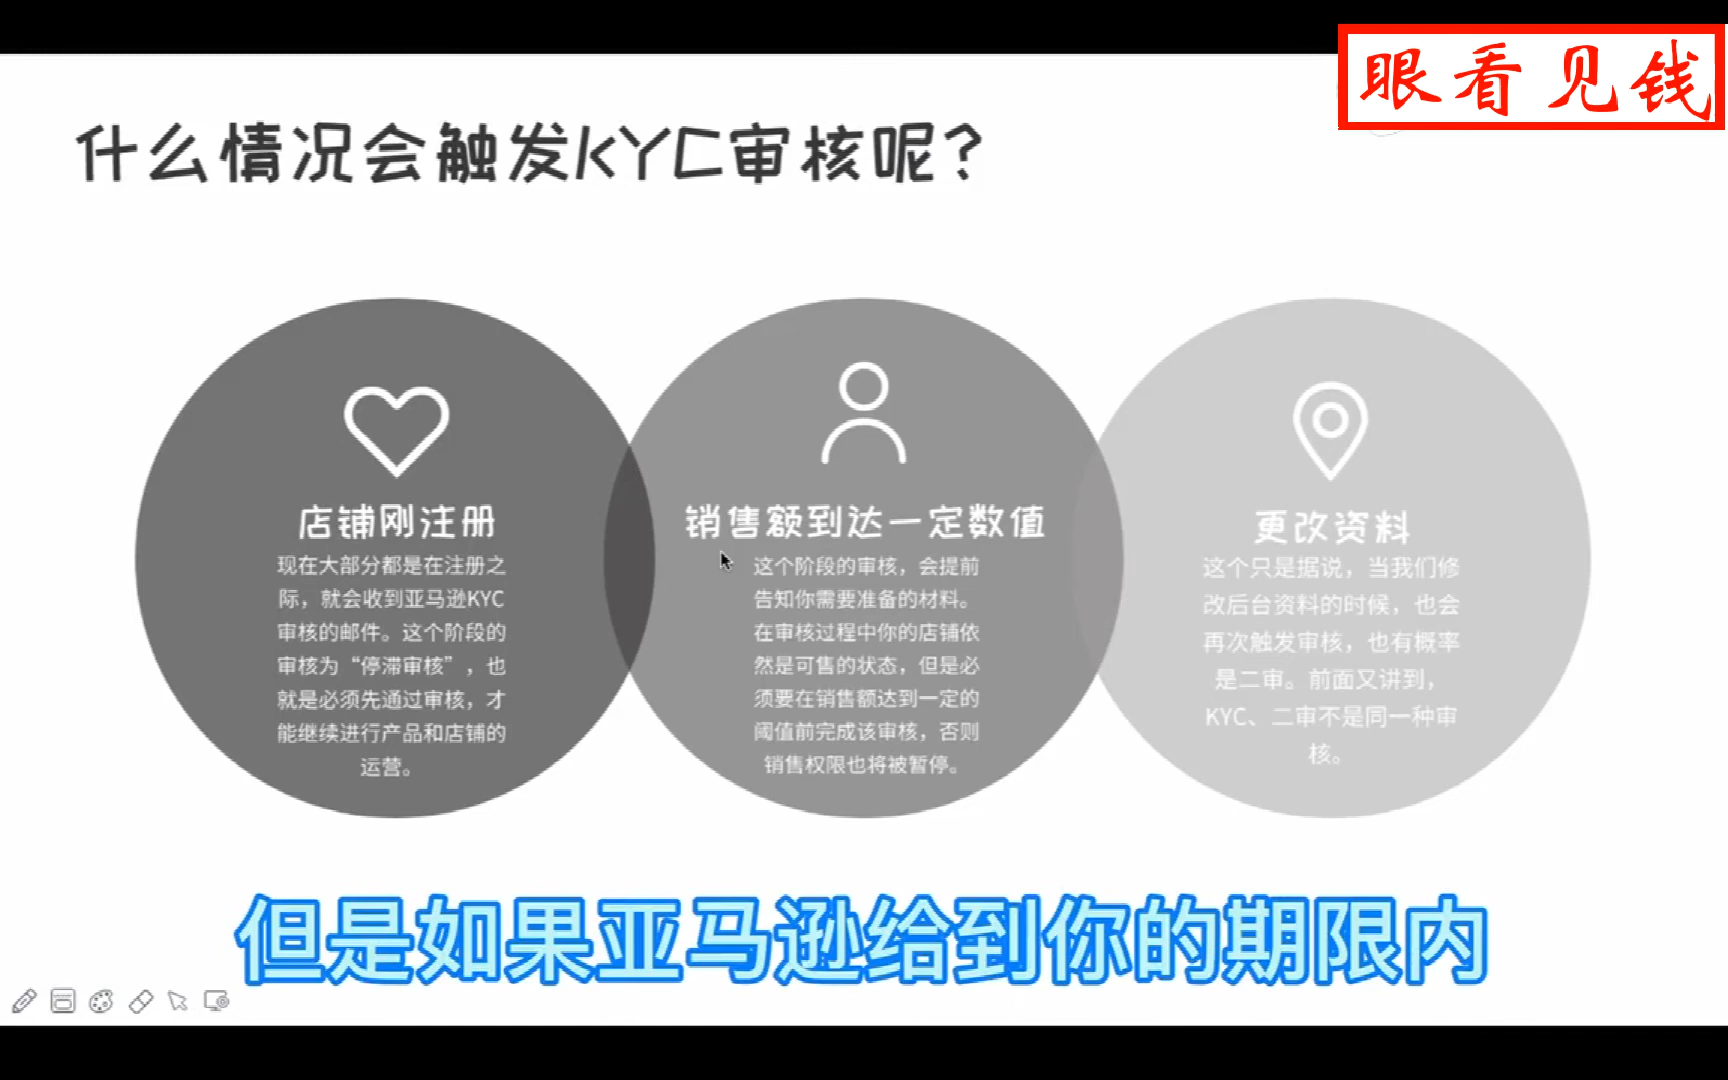 眼看见钱
什么情况会触发KYC审核呢？
店铺刚注册
现在大部分都是在注册之
际，就会收到亚马逊KYC
审核的邮件。这个阶段的
审核为“停滞审核”，也
就是必须先通过审核，才
能继续进行产品和店铺的
运营。
销售额到达一定数值
这个阶段的审核，会提前
告知你需要准备的材料。
在审核过程中你的店铺依
然是可售的状态，但是必
须要在销售额达到一定的
阈值前完成该审核，否则
销售权限也将被暂停。
更改资料
这个只是据说，当我们修
改后台资料的时候，也会
再次触发审核，也有概率
是二审。前面又讲到，
KYC、二审不是同一种审
核。
但是如果亚马逊给到你的期限内